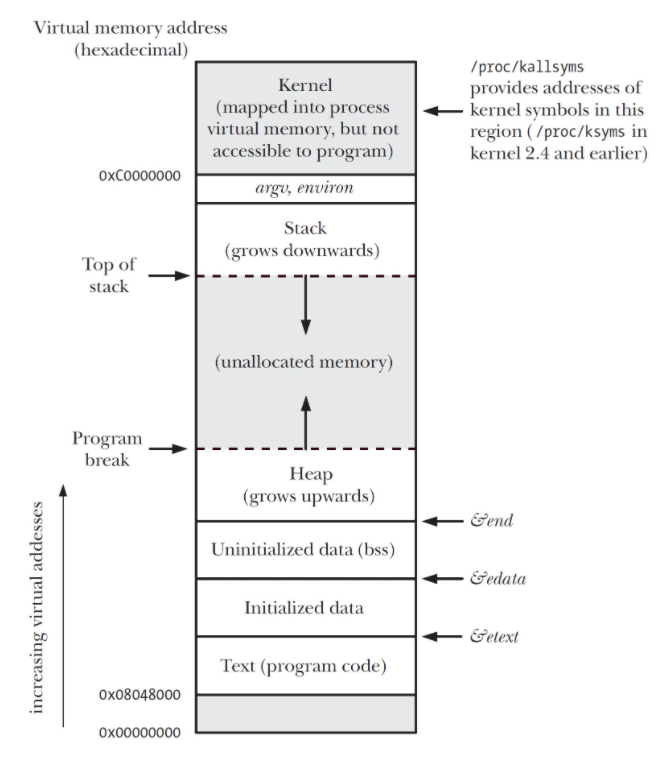 Virtual memory address
(hexadecimal)
/proc/kallsyms
provides addresses of
kernel symbols in this
region (/proc/ksyms in
kernel 2.4 and earlier)
Kernel
(mapped into process
virtual memory, but not
accessible to program)
0xC0000000
argv, environ
Stack
(grows downwards)
Top of
stack
(unallocated memory)
Program
break
Heap
(grows upwards)
&end
Uninitialized data (bss)
&edata
Initialized data
&etext
Text (program code)
0x08048000
0x00000000
increasing virtual addesses